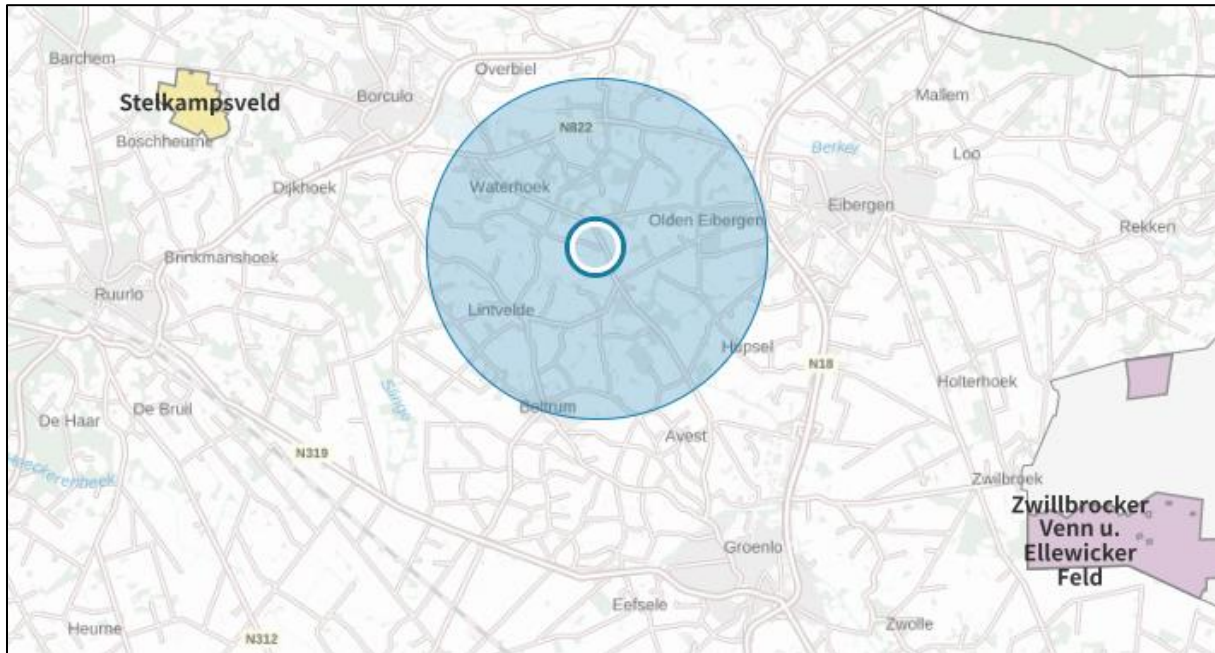 Barchem
Overbiel
Stelkampsveld
Borculo
Mallem
N822
Boschheurne
Berkel
Loo
Waterhoek
Dijkhoek
Eibergen
Olden Eibergen
Rekken
Brinkmanshoek
Ruurlo
Lintvelde
Hupsel
N18
Holterhoek
Slinge
Beltrum
De Haar
De Bruil
Avest
N319
Zwilbroek
Zwillbrocker
Venn u.
Ellewicker
Feld
Groenlo
Eefsele
Heurne
N312
Zwolle